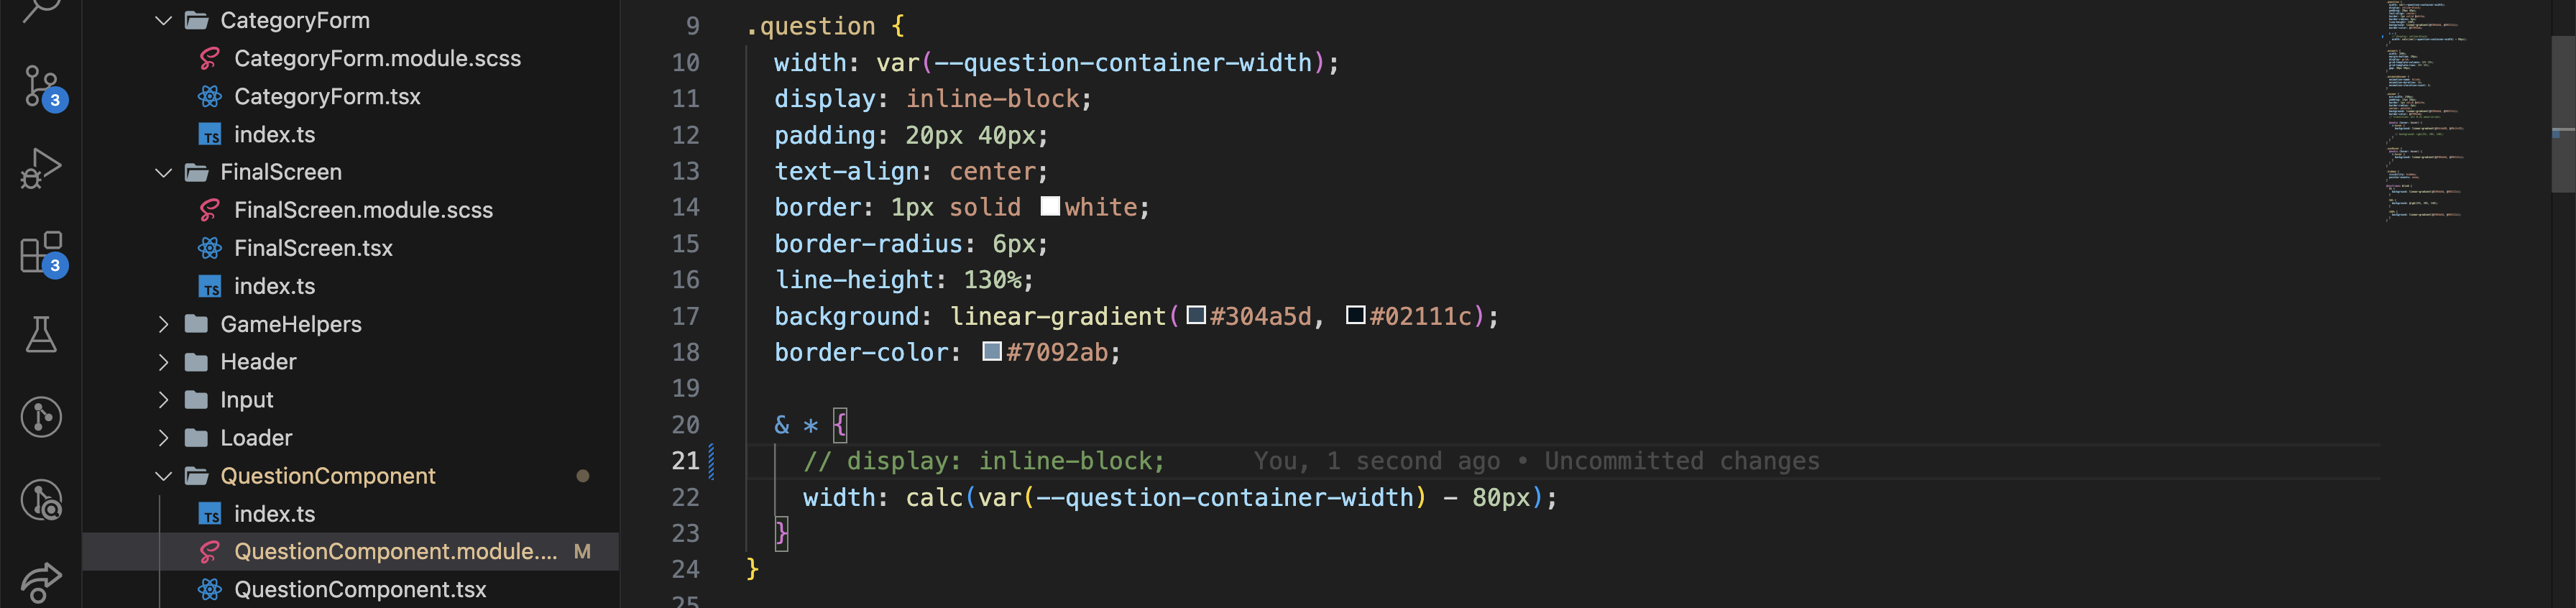 CategoryForm
CategoryForm.module.scss
CategoryForm.tsx
TS index.ts
FinalScreen
FinalScreen.module.scss
FinalScreen.tsx
TS index.ts
GameHelpers
Header
Input
Loader
QuestionComponent
TS index.ts
QuestionComponent.module.... M
QuestionComponent.tsx
3
3
9 .question {
10 width: var(--question-container-width);
11 display: inline-block;
12 padding: 20px 40px;
13 text-align: center;
14 border: 1px solid white;
15 border-radius: 6px;
16 line-height: 130%;
17 background: linear-gradient(#304a5d, #02111c);
18 border-color: #7092ab;
19
20 & * {
21 // display: inline-block; You, 1 second ago • Uncommitted changes
22 width: calc(var(--question-container-width) - 80px);
23 }
24 }
25